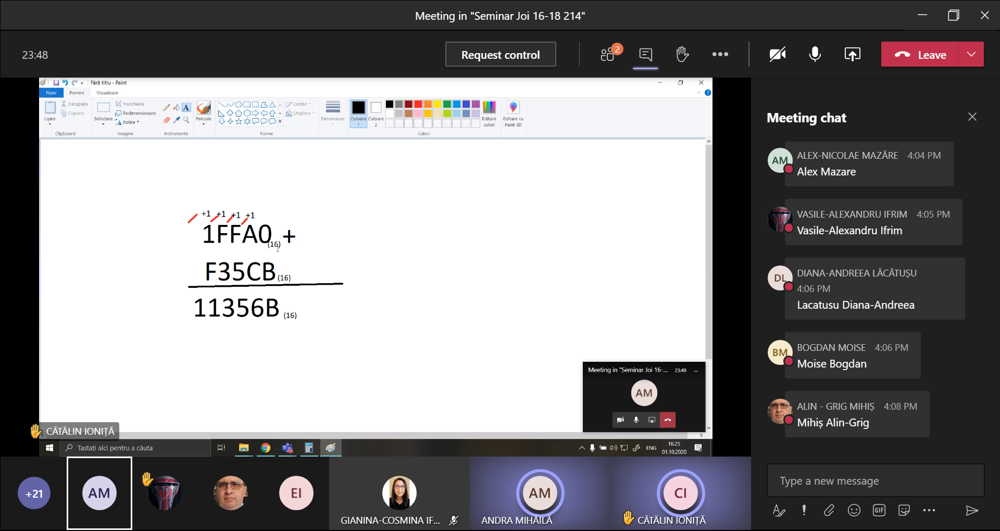 Meeting in "Seminar Joi 16-18 214"
23:48
Request control
2
Leave
Fără titlu - Paint
Fișier Pornire Vizualizare
Lipire
Decupare
Copiere
Clipboard
Selectare
Trunchiere
Redimensionare
Rotire
Imagine
A
Instrumente
Pensule
Contur
Umplere
Forme
Dimensiune
Culoare 1
Culoare 2
Editare culori
Culori
Editare cu Paint 3D
+1 +1 +1 +1
1FFA0(16) +
F35CB(16)
11356B (16)
Meeting in "Seminar Joi 16-... 23:48
AM
CĂTĂLIN IONIȚĂ
Tastați aici pentru a căuta
ENG
16:25
01.10.2020
+21
AM
EI
GIANINA-COSMINA IF...
AM
ANDRA MIHĂILĂ
CI
CĂTĂLIN IONIȚĂ
Meeting chat
AM
ALEX-NICOLAE MAZĂRE 4:04 PM
Alex Mazare
VASILE-ALEXANDRU IFRIM 4:05 PM
Vasile-Alexandru Ifrim
DL
DIANA-ANDREEA LĂCĂTUȘU
4:06 PM
Lacatusu Diana-Andreea
BM
BOGDAN MOISE 4:06 PM
Moise Bogdan
ALIN - GRIG MIHIȘ 4:08 PM
Mihiș Alin-Grig
Type a new message
GIF